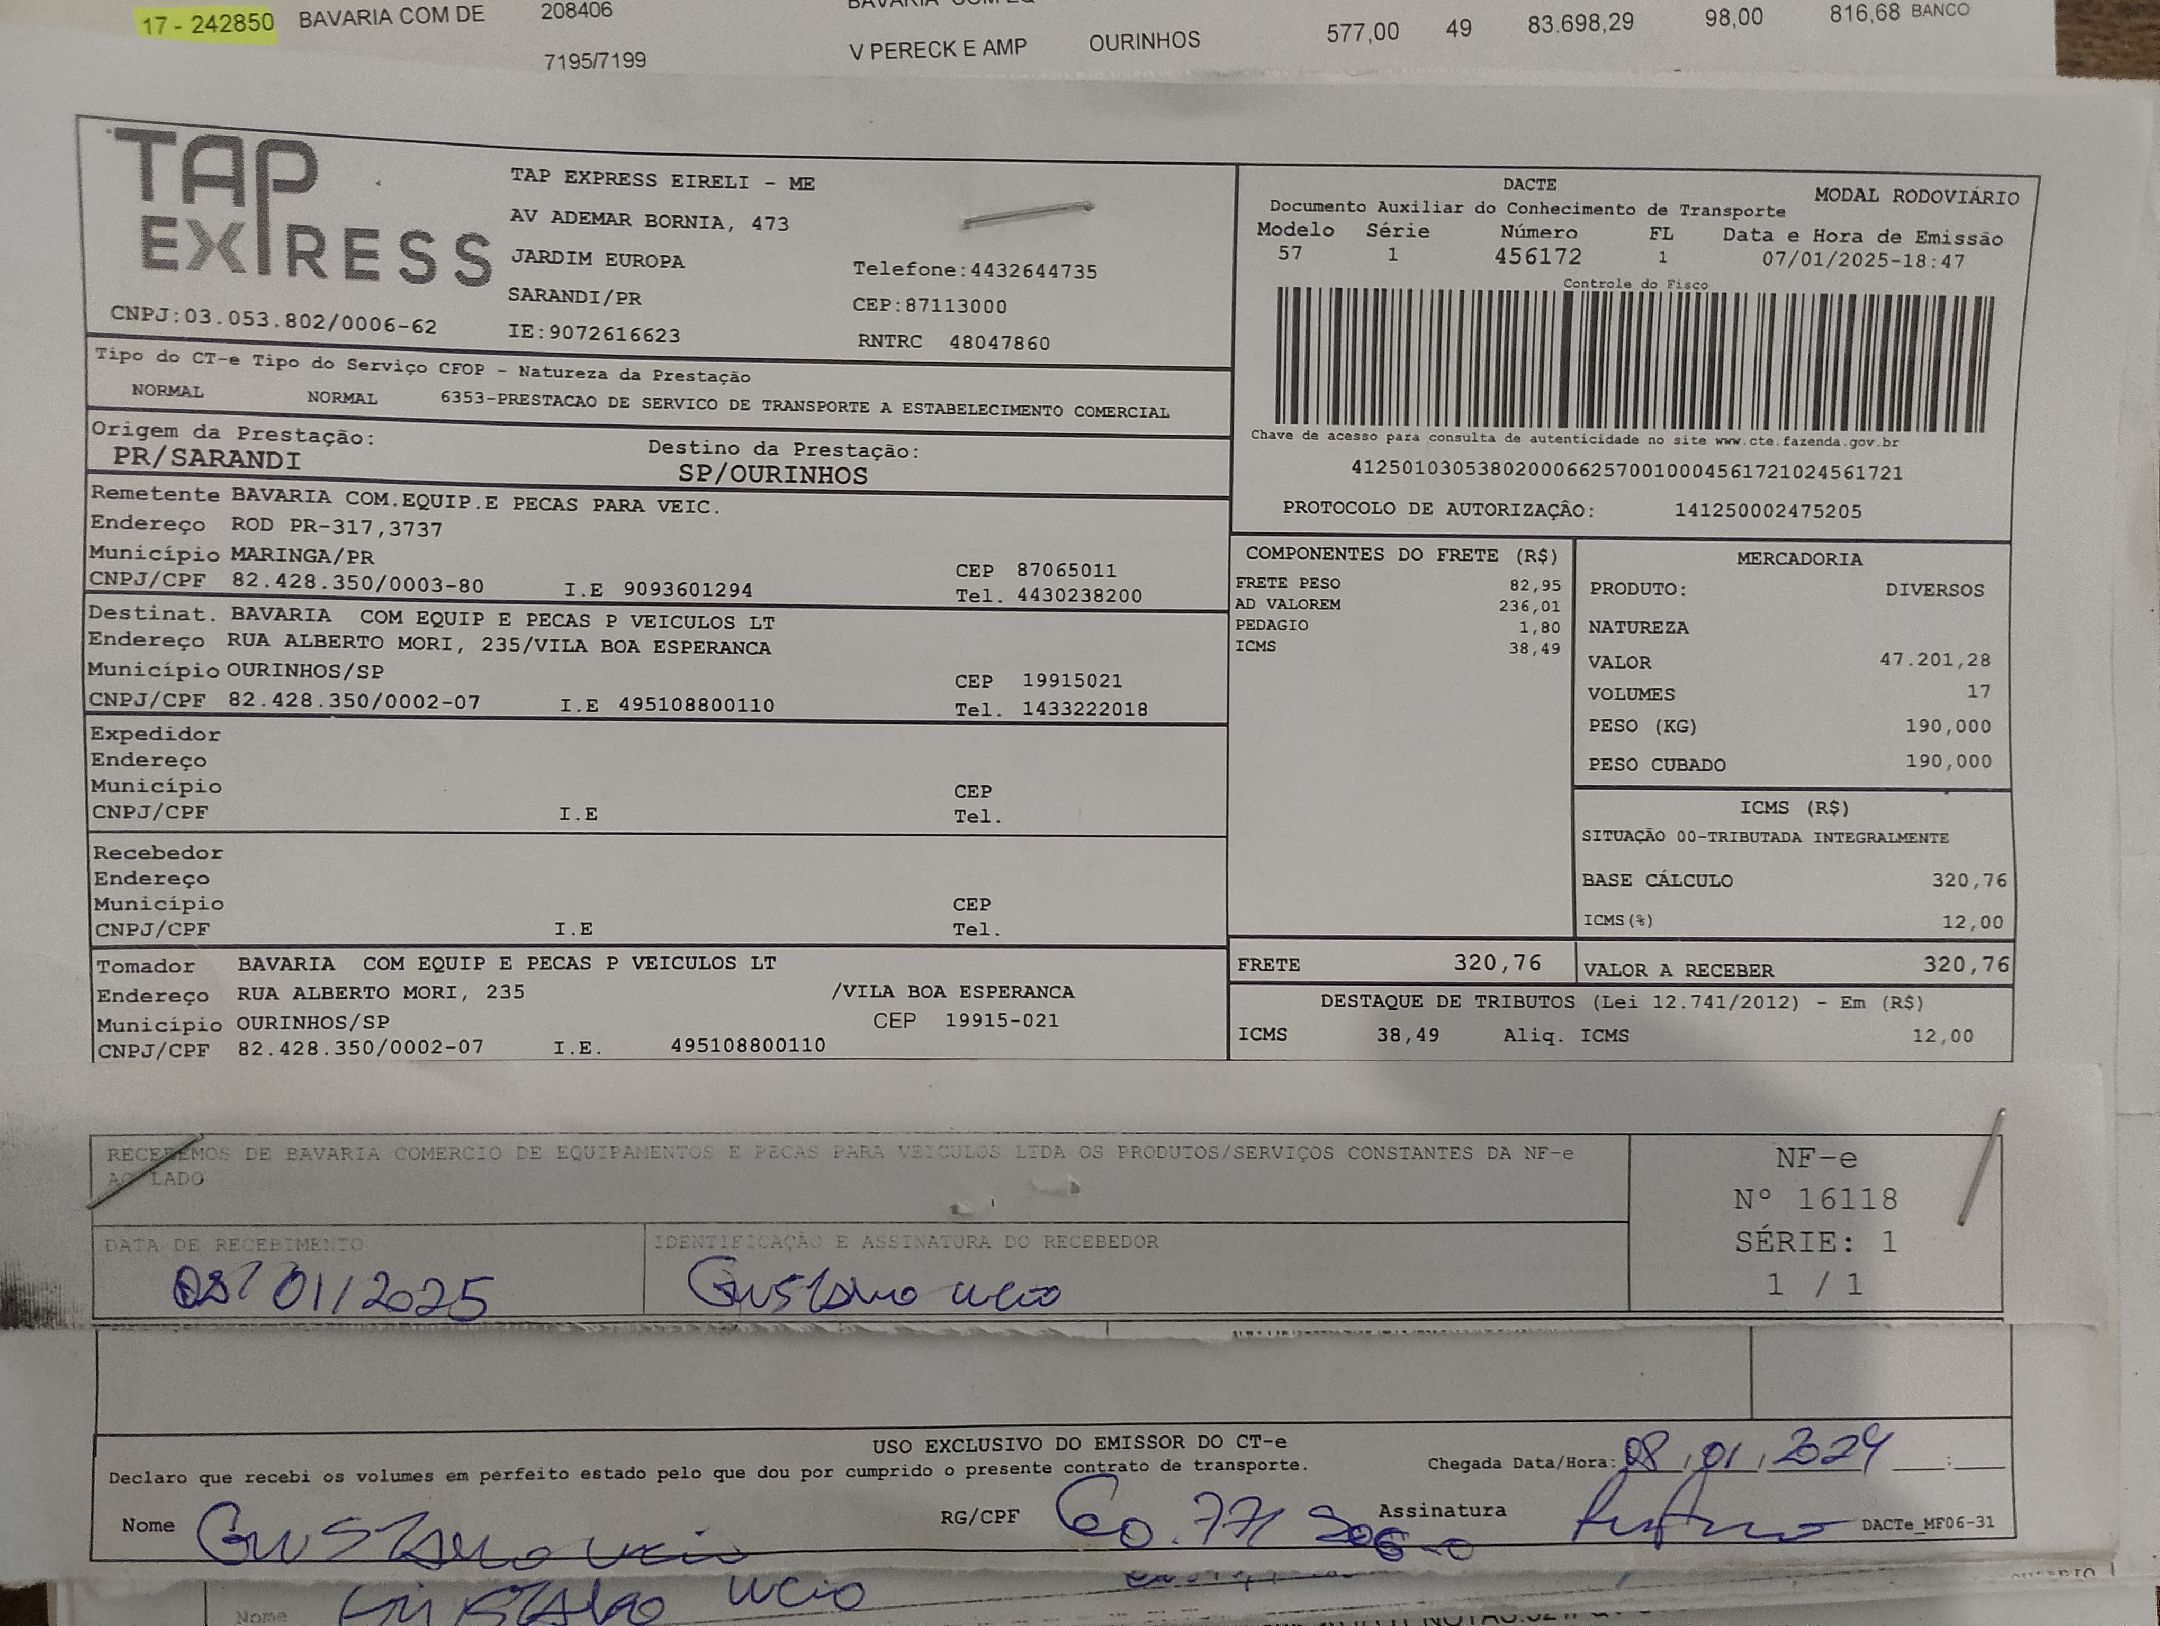 17 - 242850 BAVARIA COM DE 208406 577,00 49 83.698,29 98,00 816,68 BANCO
7195/7199 V PERECK E AMP OURINHOS
TAP
EXPRESS
CNPJ:03.053.802/0006-62
TAP EXPRESS EIRELI - ME
AV ADEMAR BORNIA, 473
JARDIM EUROPA Telefone:4432644735
SARANDI/PR CEP:87113000
IE:9072616623 RNTRC 48047860
DACTE MODAL RODOVIÁRIO
Documento Auxiliar do Conhecimento de Transporte
Modelo Série Número FL Data e Hora de Emissão
57 1 456172 1 07/01/2025-18:47
Controle do Fisco
Chave de acesso para consulta de autenticidade no site www.cte.fazenda.gov.br
41250103053802000662570010004561721024561721
PROTOCOLO DE AUTORIZAÇÃO: 141250002475205
Tipo do CT-e Tipo do Serviço CFOP - Natureza da Prestação
NORMAL NORMAL 6353-PRESTACAO DE SERVICO DE TRANSPORTE A ESTABELECIMENTO COMERCIAL
Origem da Prestação: Destino da Prestação:
PR/SARANDI SP/OURINHOS
Remetente BAVARIA COM.EQUIP.E PECAS PARA VEIC.
Endereço ROD PR-317,3737
Município MARINGA/PR CEP 87065011
CNPJ/CPF 82.428.350/0003-80 I.E 9093601294 Tel. 4430238200
Destinat. BAVARIA COM EQUIP E PECAS P VEICULOS LT
Endereço RUA ALBERTO MORI, 235/VILA BOA ESPERANCA
Município OURINHOS/SP CEP 19915021
CNPJ/CPF 82.428.350/0002-07 I.E 495108800110 Tel. 1433222018
Expedidor
Endereço
Município CEP
CNPJ/CPF I.E Tel.
Recebedor
Endereço
Município CEP
CNPJ/CPF I.E Tel.
Tomador BAVARIA COM EQUIP E PECAS P VEICULOS LT
Endereço RUA ALBERTO MORI, 235 /VILA BOA ESPERANCA
Município OURINHOS/SP CEP 19915-021
CNPJ/CPF 82.428.350/0002-07 I.E. 495108800110
COMPONENTES DO FRETE (R$)
FRETE PESO 82,95
AD VALOREM 236,01
PEDAGIO 1,80
ICMS 38,49
MERCADORIA
PRODUTO: DIVERSOS
NATUREZA
VALOR 47.201,28
VOLUMES 17
PESO (KG) 190,000
PESO CUBADO 190,000
ICMS (R$)
SITUAÇÃO 00-TRIBUTADA INTEGRALMENTE
BASE CÁLCULO 320,76
ICMS(%) 12,00
FRETE 320,76 VALOR A RECEBER 320,76
DESTAQUE DE TRIBUTOS (Lei 12.741/2012) - Em (R$)
ICMS 38,49 Aliq. ICMS 12,00
RECEBEMOS DE BAVARIA COMERCIO DE EQUIPAMENTOS E PECAS PARA VEICULOS LTDA OS PRODUTOS/SERVIÇOS CONSTANTES DA NF-e
AO LADO
DATA DE RECEBIMENTO IDENTIFICAÇÃO E ASSINATURA DO RECEBEDOR
08/01/2025 Gustavo Lucio
NF-e
Nº 16118
SÉRIE: 1
1 / 1
USO EXCLUSIVO DO EMISSOR DO CT-e
Declaro que recebi os volumes em perfeito estado pelo que dou por cumprido o presente contrato de transporte. Chegada Data/Hora: 08/01/2024 __:__
Nome Gustavo Lucio RG/CPF Assinatura DACTe_MF06-31
Nome Gustavo Lucio